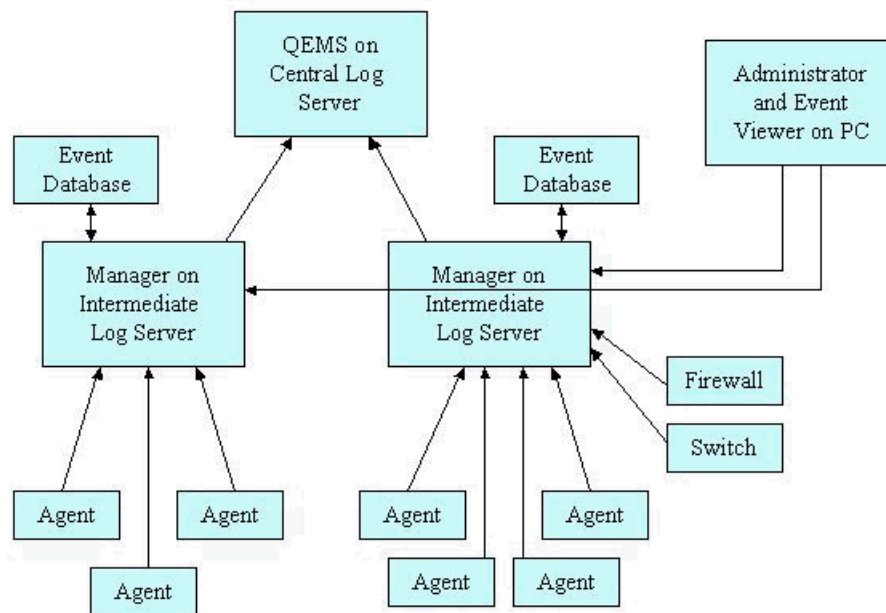 QEMS on
Central Log
Server
Administrator
and Event
Viewer on PC
Event
Database
Event
Database
Manager on
Intermediate
Log Server
Manager on
Intermediate
Log Server
Firewall
Switch
Agent
Agent
Agent
Agent
Agent
Agent
Agent